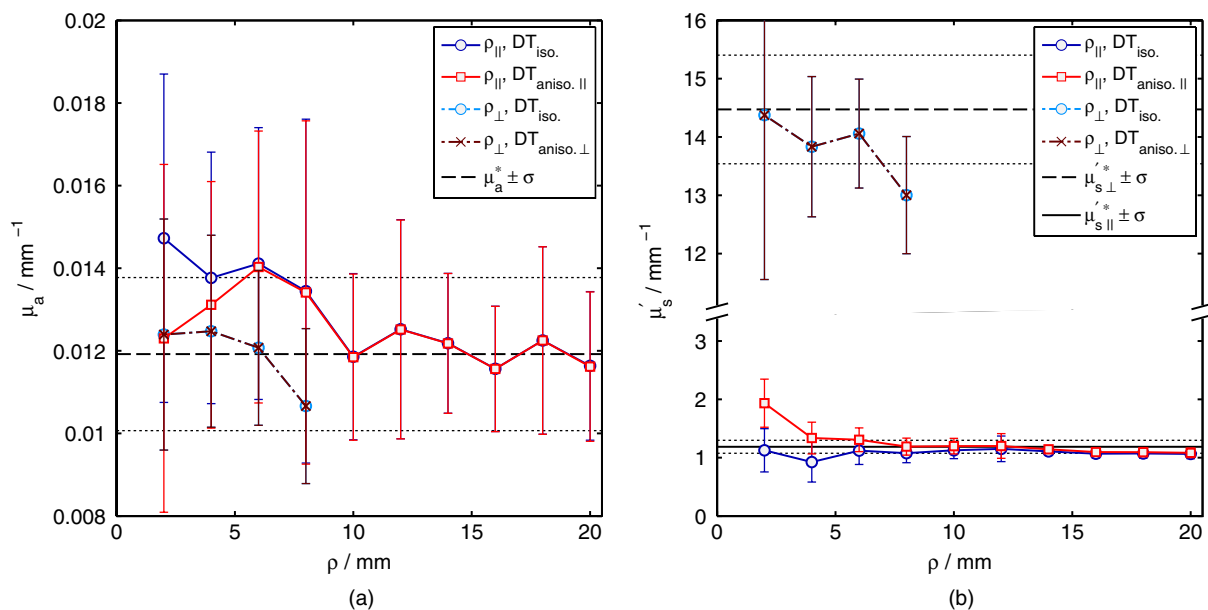 0.02
0.018
0.016
0.014
0.012
0.01
0.008
μₐ / mm⁻¹
0
5
10
15
20
ρ / mm
(a)
ρ||, DTiso.
ρ||, DTaniso. ||
ρ⊥, DTiso.
ρ⊥, DTaniso.⊥
μₐ* ± σ
16
15
14
13
12
3
2
1
0
μₛ′ / mm⁻¹
0
5
10
15
20
ρ / mm
(b)
ρ||, DTiso.
ρ||, DTaniso. ||
ρ⊥, DTiso.
ρ⊥, DTaniso.⊥
μ′*s⊥ ± σ
μ′*s|| ± σ